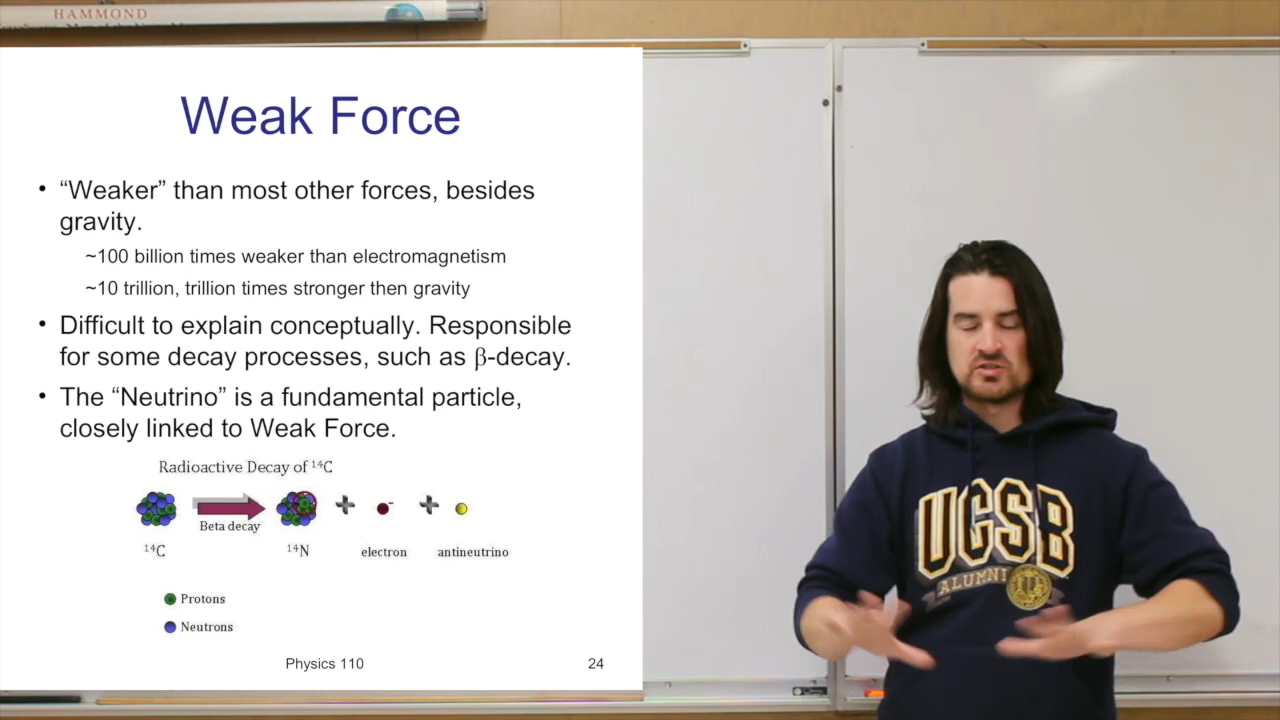 HAMMOND
Weak Force
• “Weaker” than most other forces, besides
gravity.
~100 billion times weaker than electromagnetism
~10 trillion, trillion times stronger then gravity
• Difficult to explain conceptually. Responsible
for some decay processes, such as β-decay.
• The “Neutrino” is a fundamental particle,
closely linked to Weak Force.
Radioactive Decay of ¹⁴C
Beta decay
¹⁴C
¹⁴N
electron
antineutrino
Protons
Neutrons
Physics 110
24
UCSB
ALUMNI